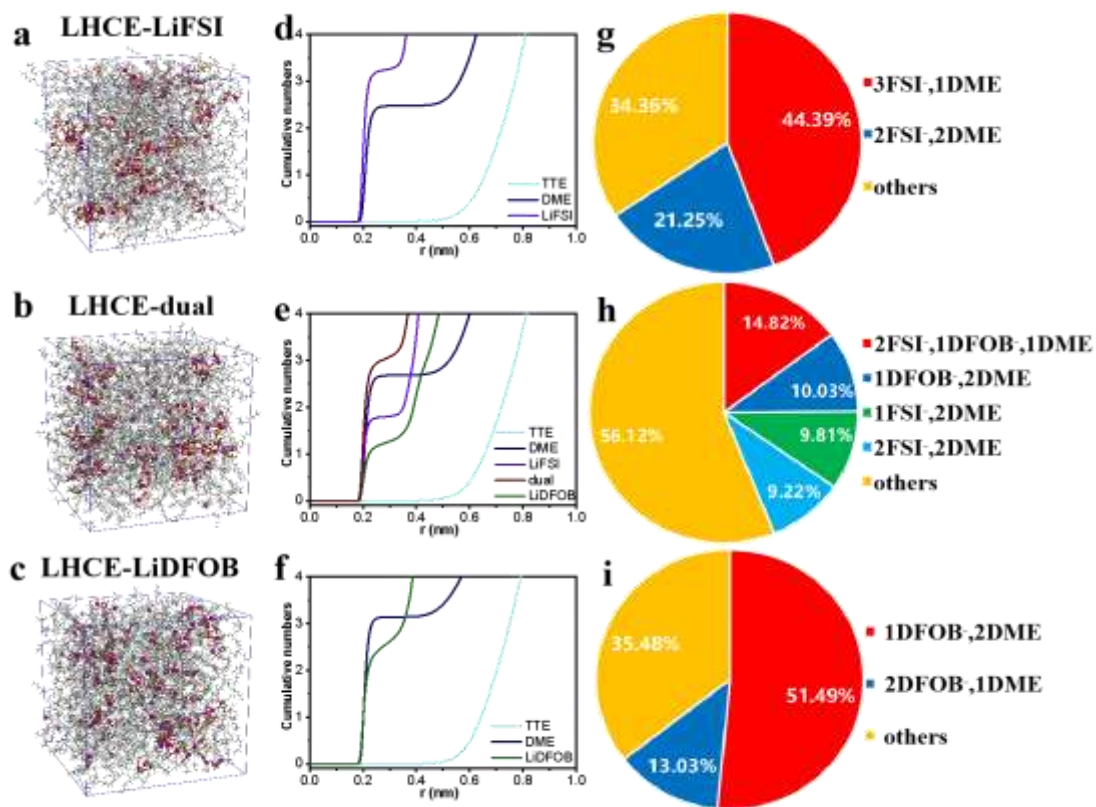 a LHCE-LiFSI
d
4
3
2
1
0
Cumulative numbers
0.0 0.2 0.4 0.6 0.8 1.0
r (nm)
TTE
DME
LiFSI
g
34.36%
44.39%
21.25%
3FSI-,1DME
2FSI-,2DME
others
b LHCE-dual
e
4
3
2
1
0
Cumulative numbers
0.0 0.2 0.4 0.6 0.8 1.0
r (nm)
TTE
DME
LiFSI
dual
LiDFOB
h
14.82%
10.03%
9.81%
9.22%
56.12%
2FSI-,1DFOB-,1DME
1DFOB-,2DME
1FSI-,2DME
2FSI-,2DME
others
c LHCE-LiDFOB
f
4
3
2
1
0
Cumulative numbers
0.0 0.2 0.4 0.6 0.8 1.0
r (nm)
TTE
DME
LiDFOB
i
35.48%
51.49%
13.03%
1DFOB-,2DME
2DFOB-,1DME
others